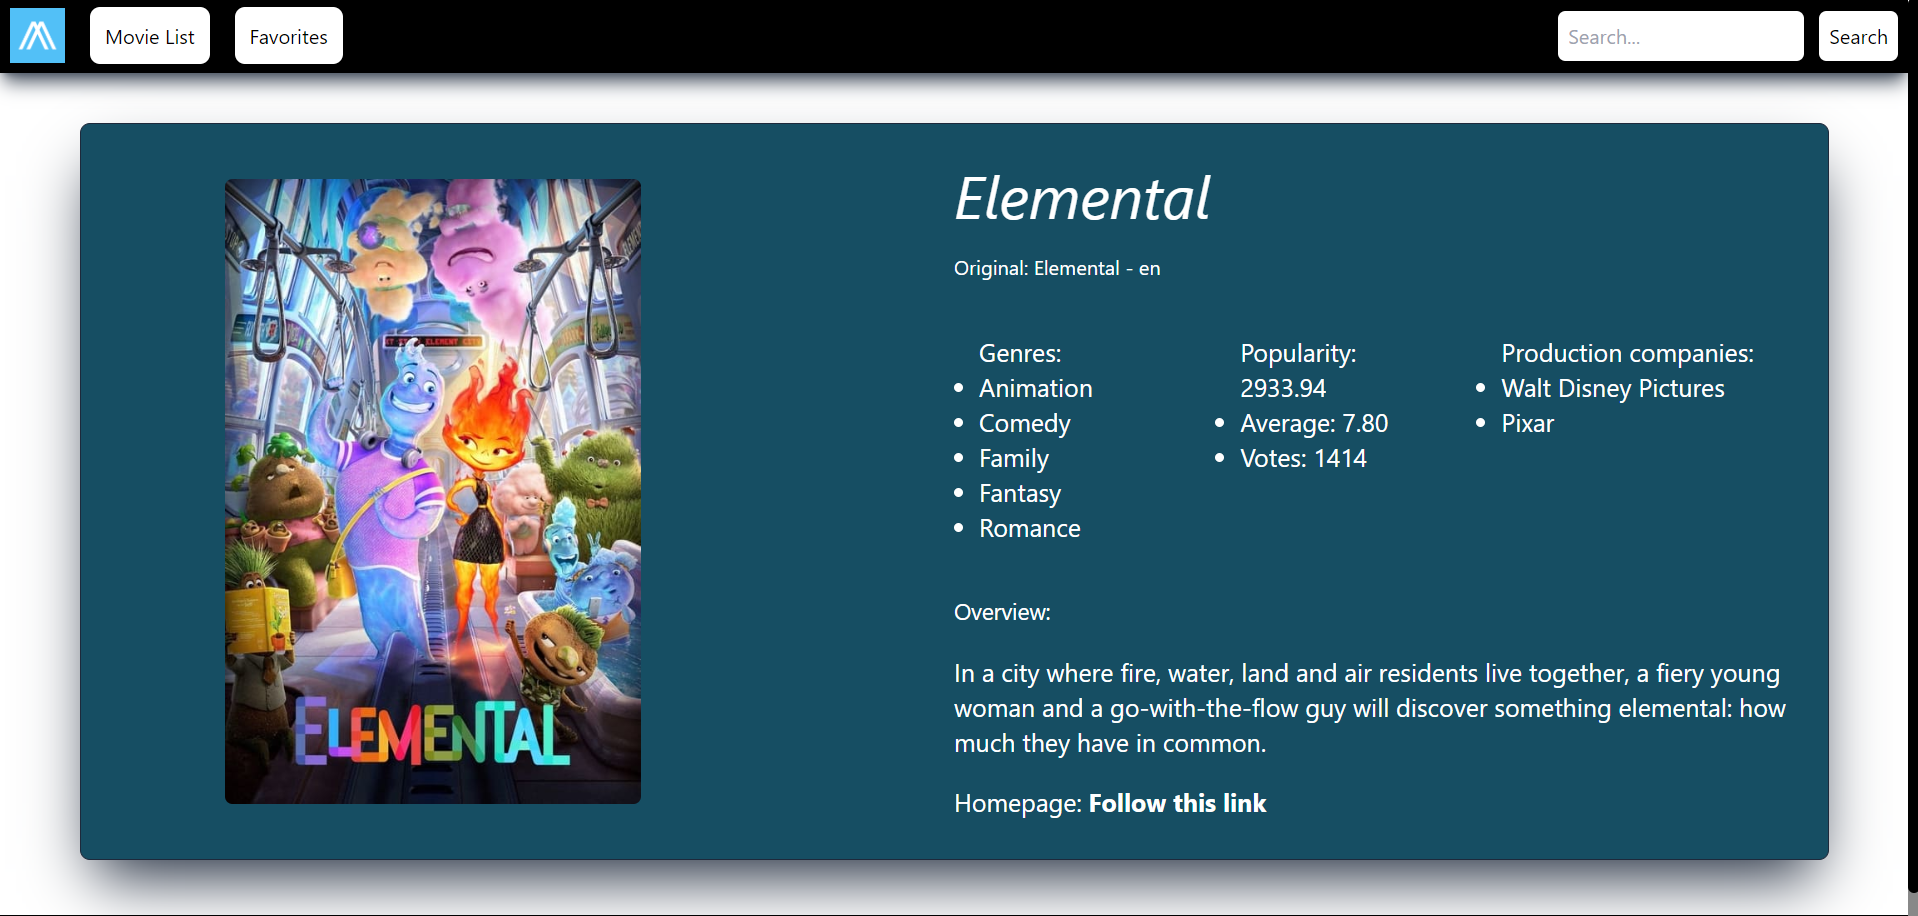 Movie List
Favorites
Search...
Search
Elemental
Original: Elemental - en
Genres:
Animation
Comedy
Family
Fantasy
Romance
Popularity:
2933.94
Average: 7.80
Votes: 1414
Production companies:
Walt Disney Pictures
Pixar
ELEMENT CITY
ELEMENTAL
Overview:
In a city where fire, water, land and air residents live together, a fiery young
woman and a go-with-the-flow guy will discover something elemental: how
much they have in common.
Homepage: Follow this link